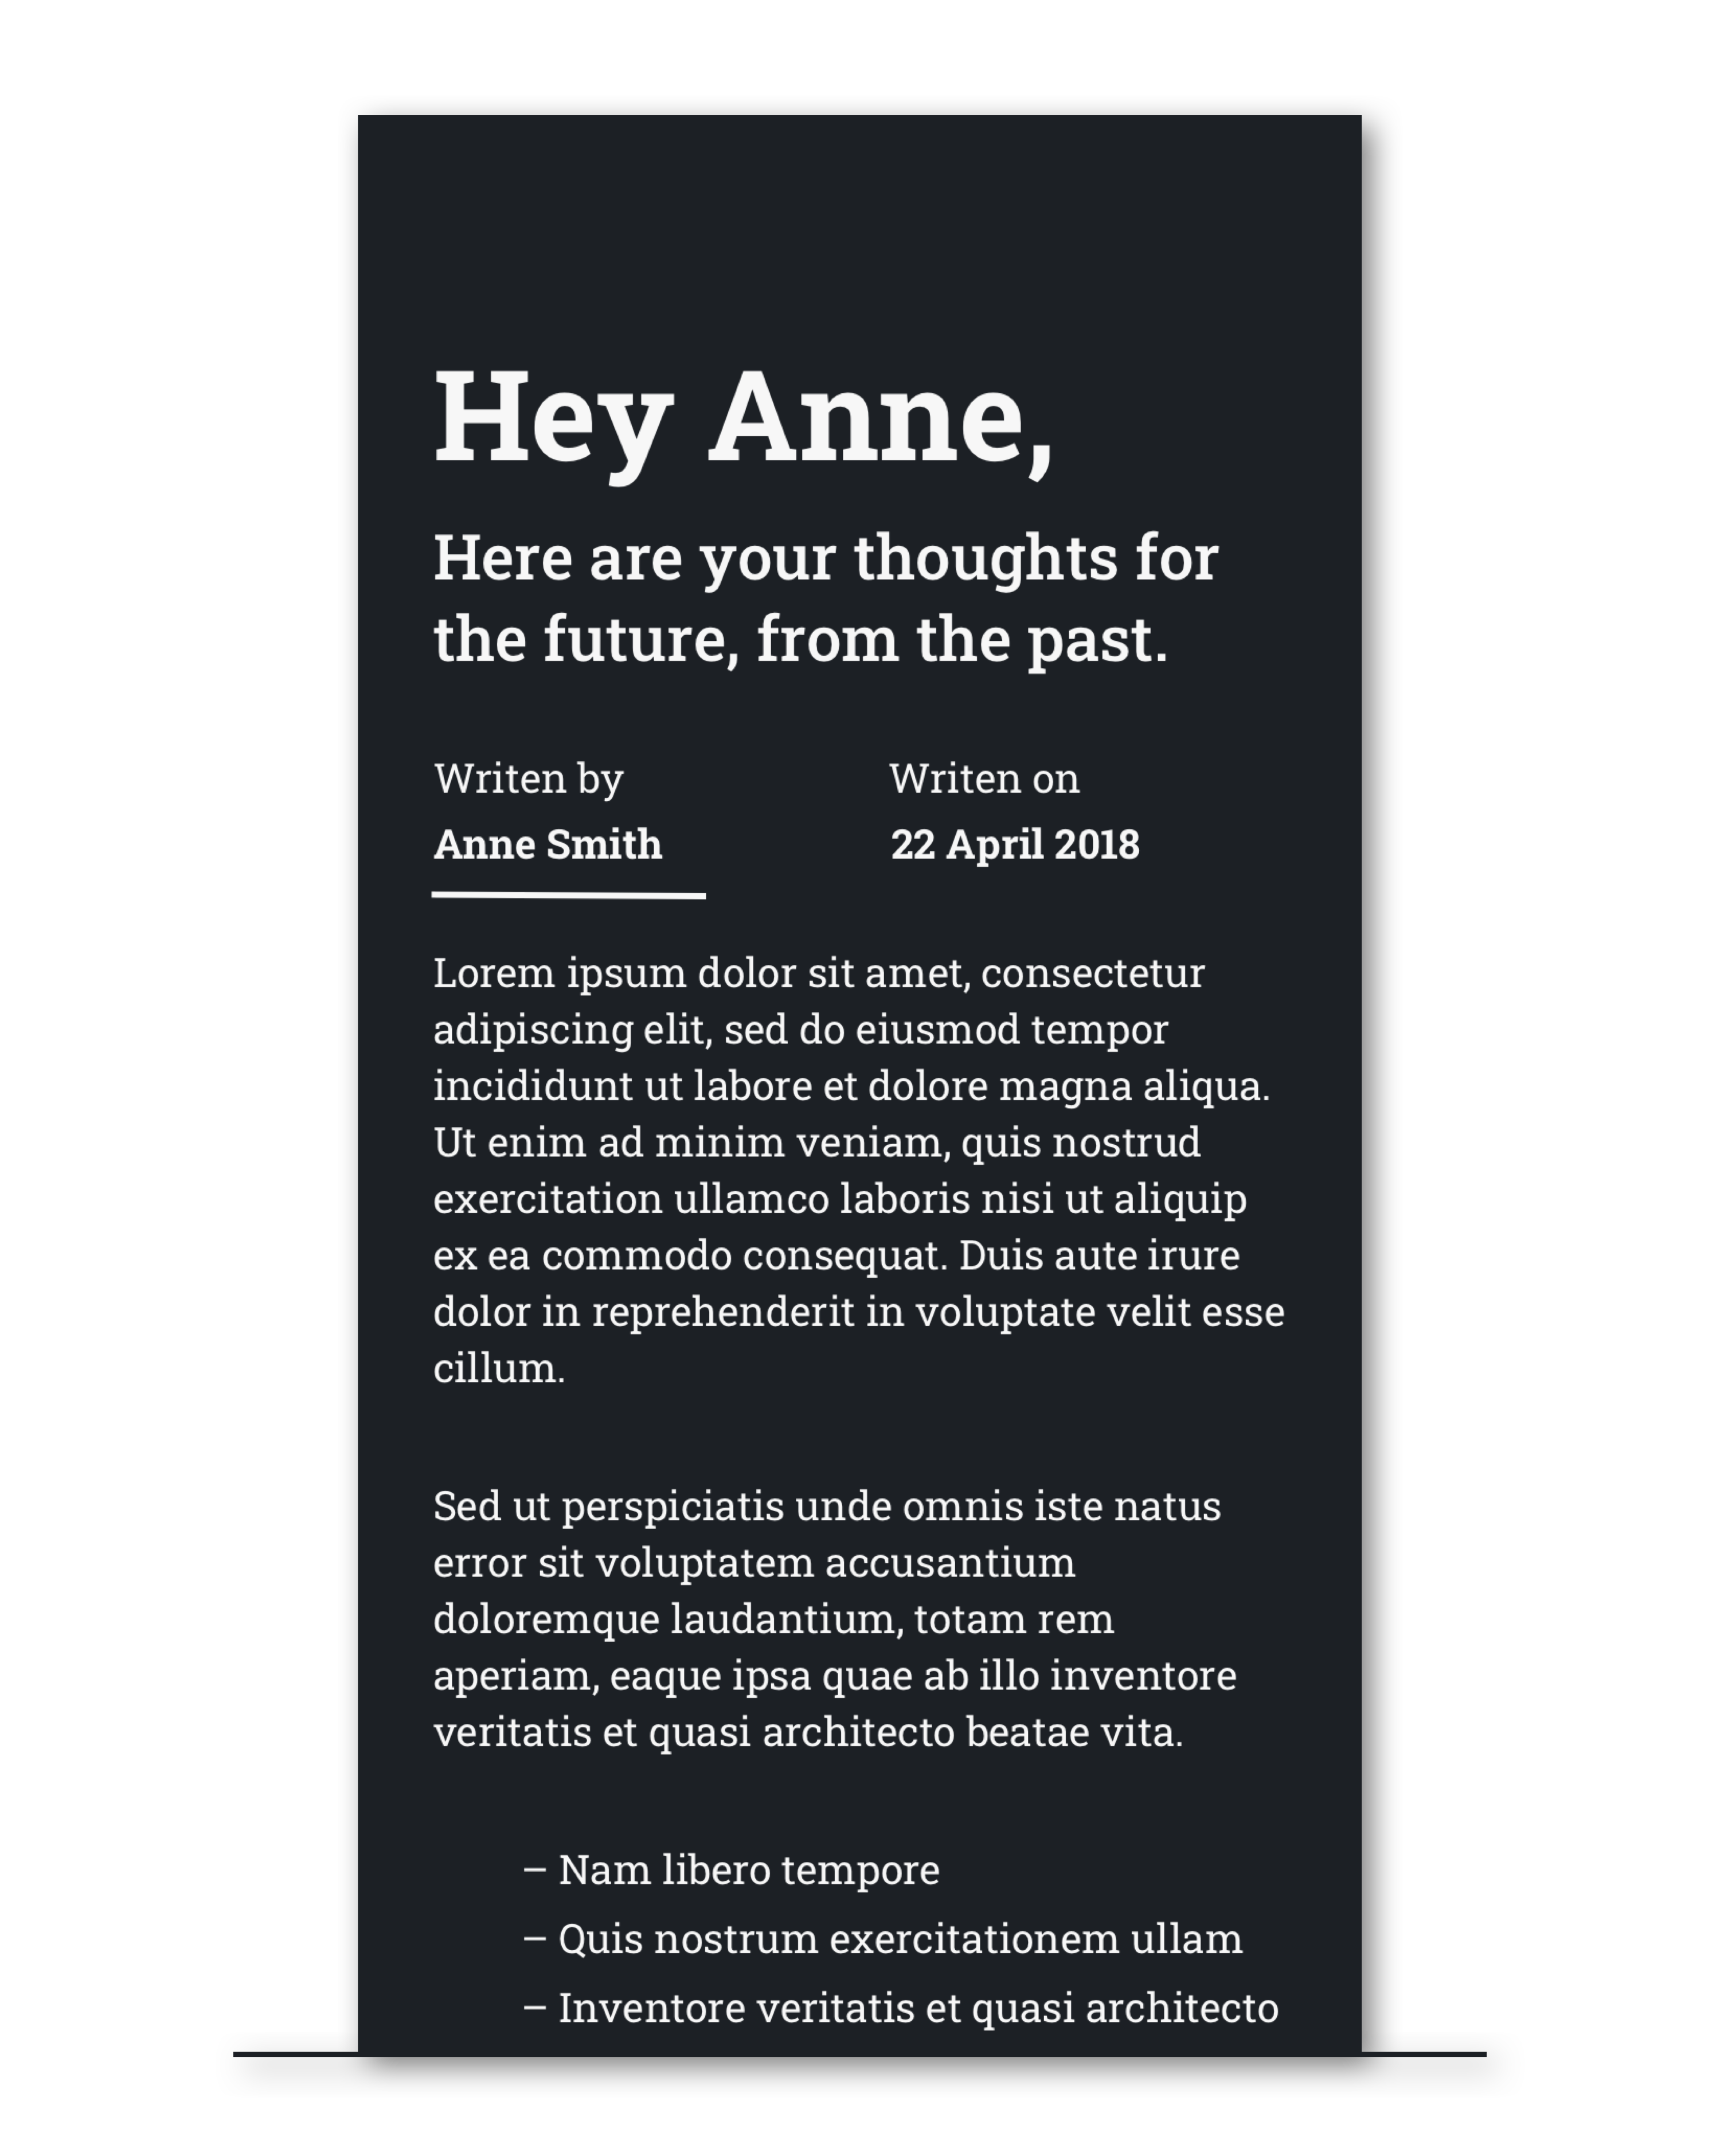 Hey Anne,
Here are your thoughts for
the future, from the past.
Writen by
Anne Smith
Writen on
22 April 2018
Lorem ipsum dolor sit amet, consectetur
adipiscing elit, sed do eiusmod tempor
incididunt ut labore et dolore magna aliqua.
Ut enim ad minim veniam, quis nostrud
exercitation ullamco laboris nisi ut aliquip
ex ea commodo consequat. Duis aute irure
dolor in reprehenderit in voluptate velit esse
cillum.
Sed ut perspiciatis unde omnis iste natus
error sit voluptatem accusantium
doloremque laudantium, totam rem
aperiam, eaque ipsa quae ab illo inventore
veritatis et quasi architecto beatae vita.
– Nam libero tempore
– Quis nostrum exercitationem ullam
– Inventore veritatis et quasi architecto